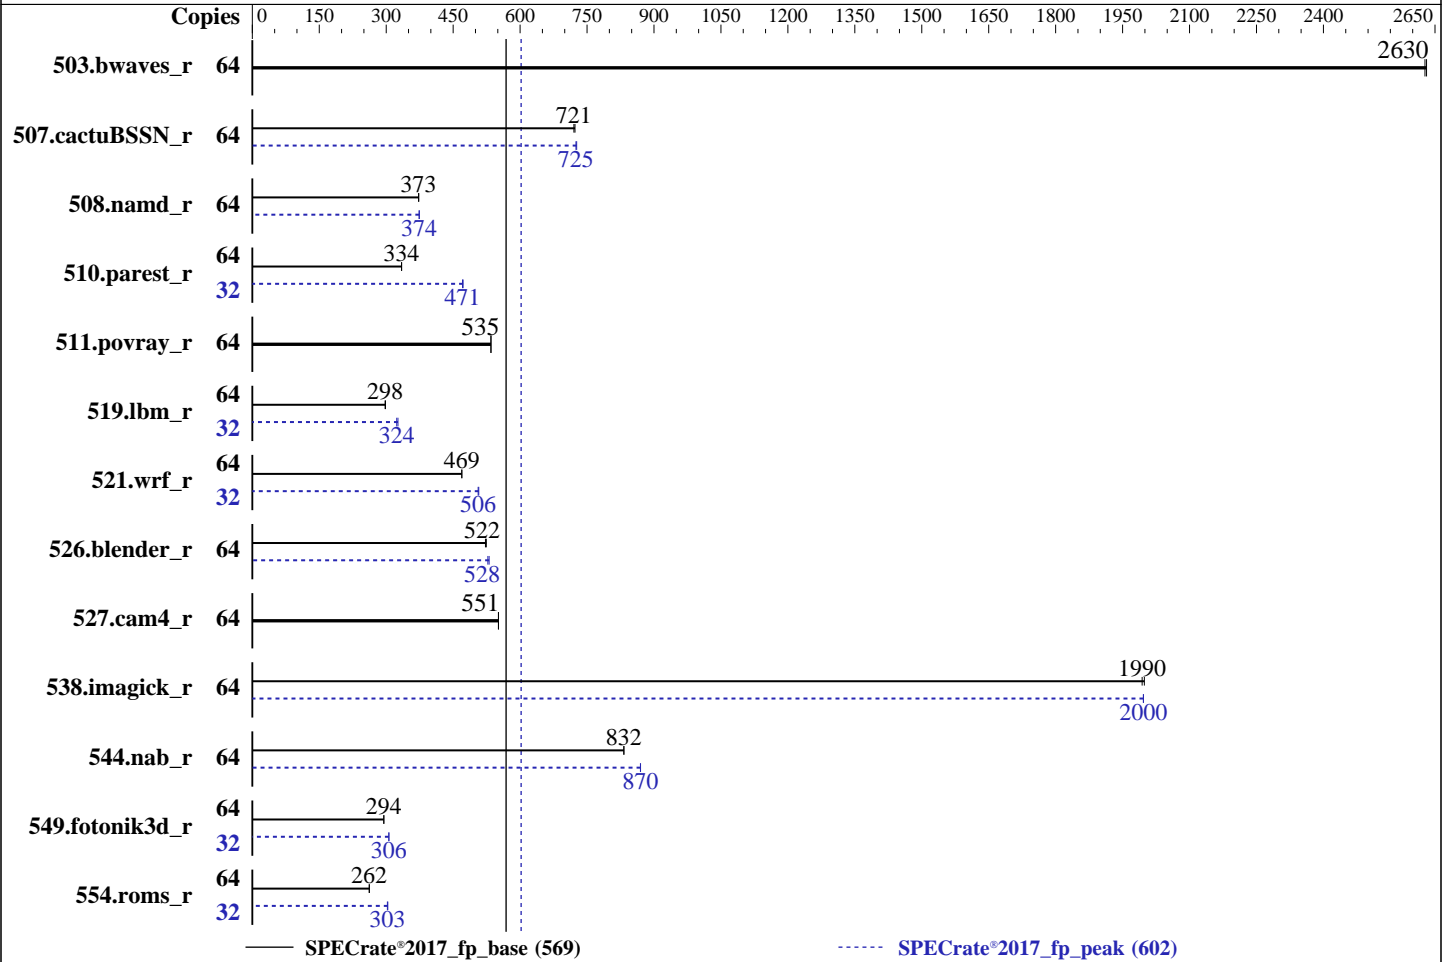 Copies 0 150 300 450 600 750 900 1050 1200 1350 1500 1650 1800 1950 2100 2250 2400 2650
503.bwaves_r 64 2630
507.cactuBSSN_r 64 721
725
508.namd_r 64 373
374
510.parest_r 64 334
32 471
511.povray_r 64 535
519.lbm_r 64 298
32 324
521.wrf_r 64 469
32 506
526.blender_r 64 522
528
527.cam4_r 64 551
538.imagick_r 64 1990
2000
544.nab_r 64 832
870
549.fotonik3d_r 64 294
32 306
554.roms_r 64 262
32 303
SPECrate®2017_fp_base (569) SPECrate®2017_fp_peak (602)